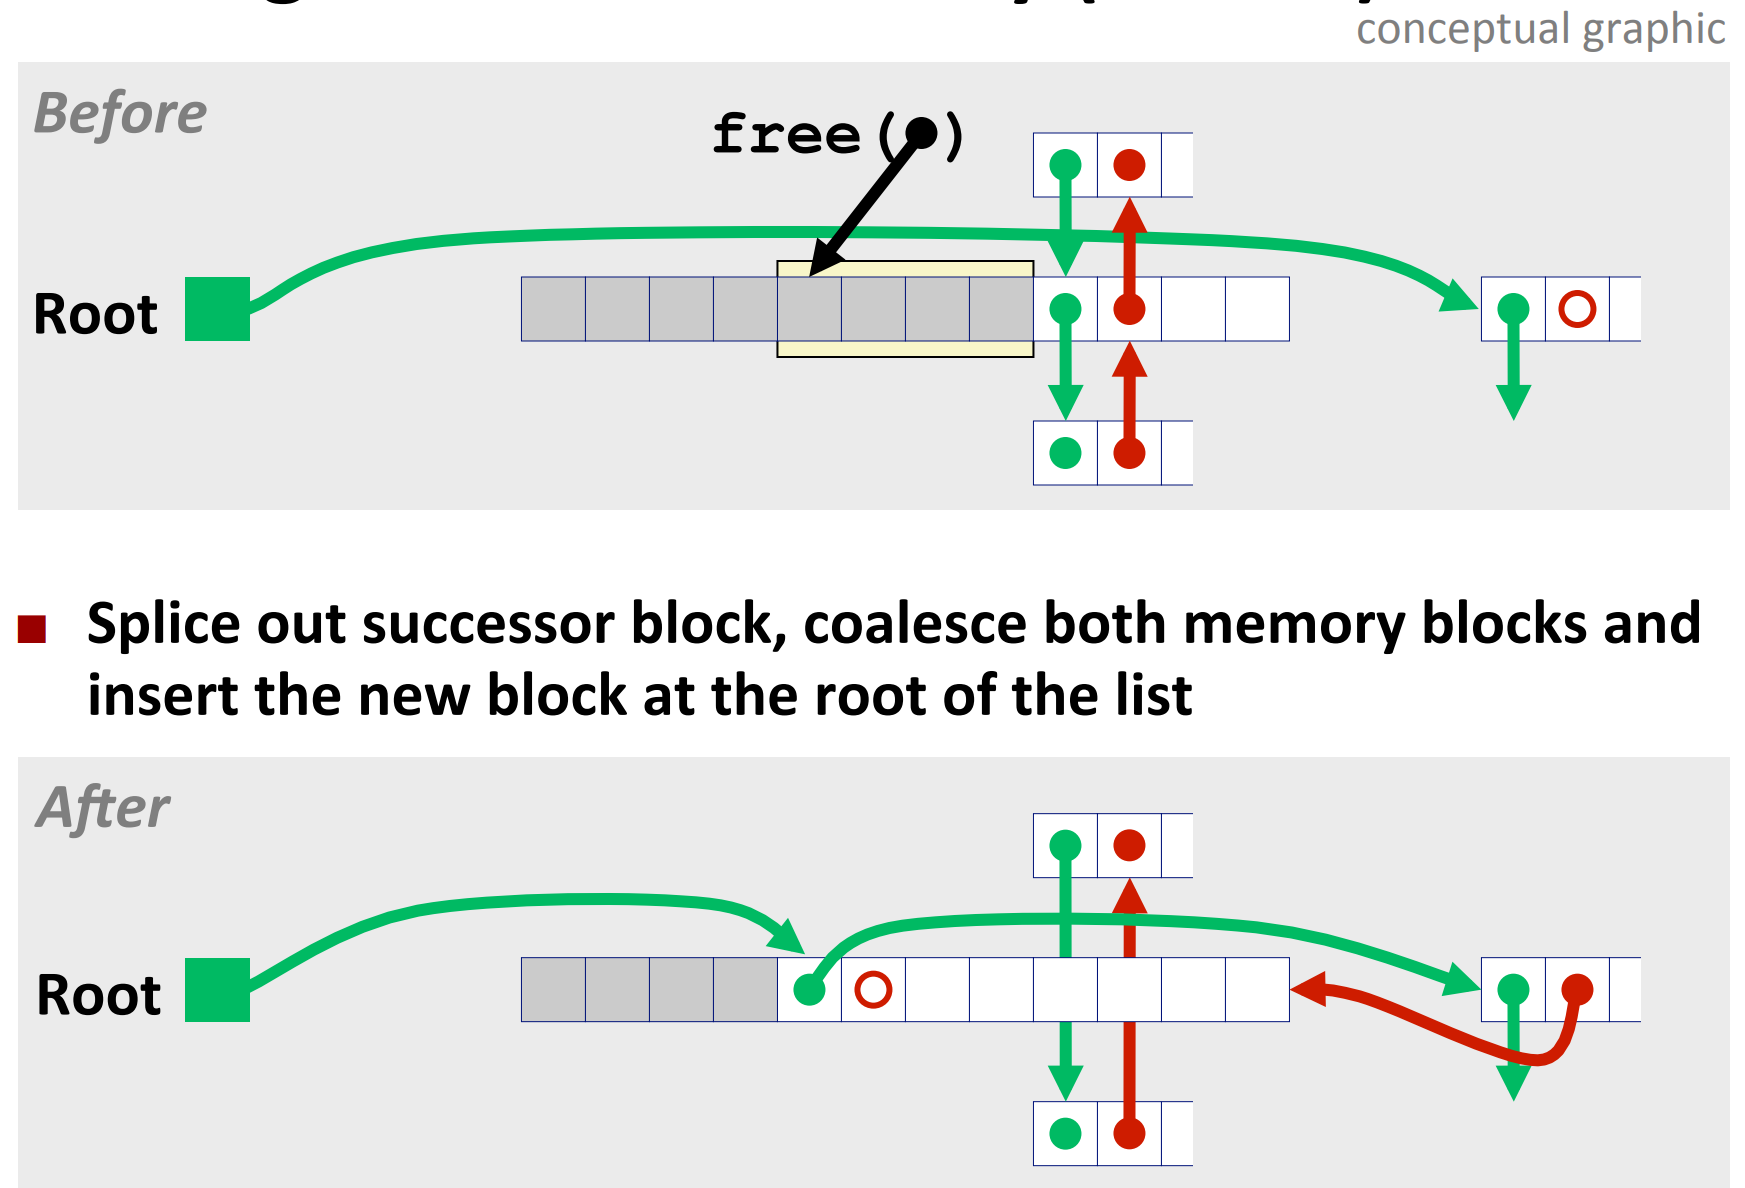 conceptual graphic
Before
free( )
Root
Splice out successor block, coalesce both memory blocks and
insert the new block at the root of the list
After
Root